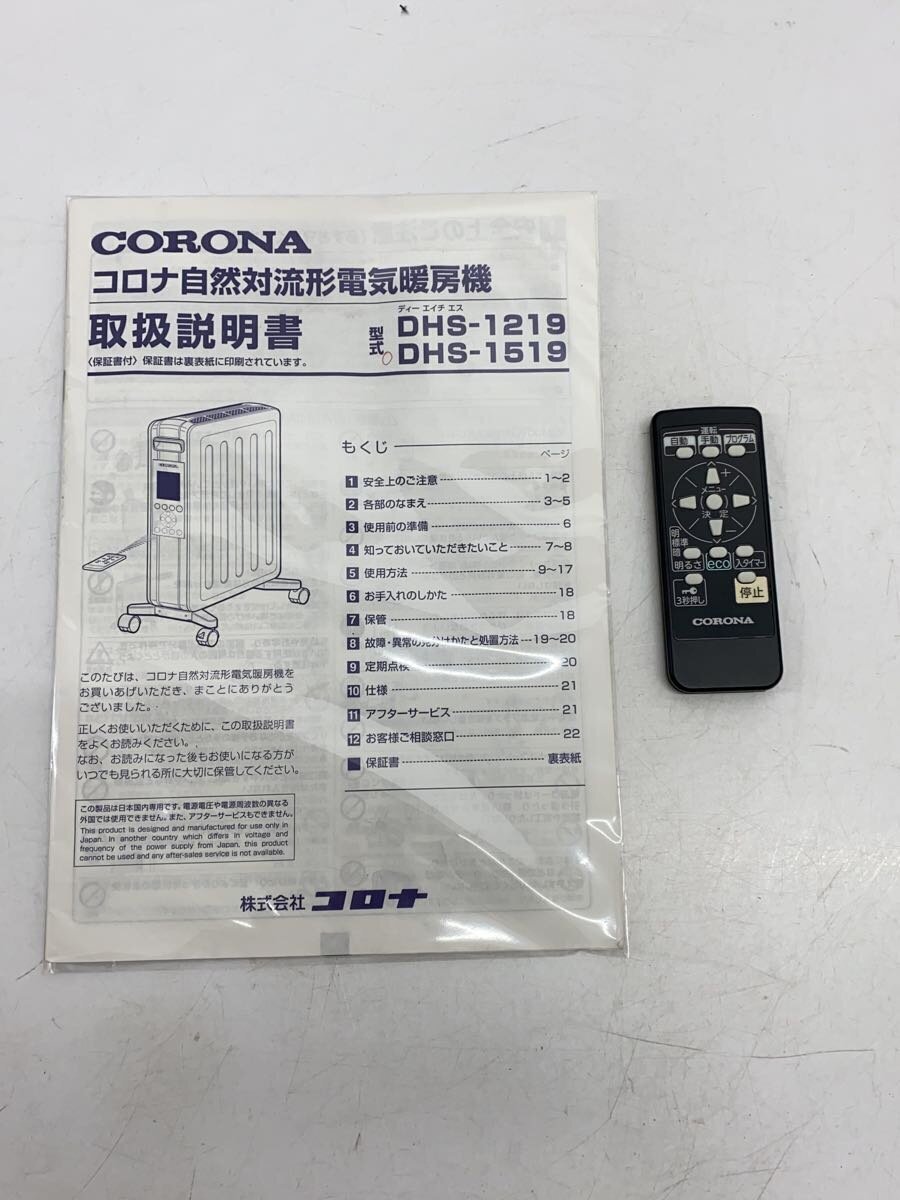 CORONA
コロナ自然対流形電気暖房機
取扱説明書
〈保証書付〉保証書は裏表紙に印刷されています。
型式
ディー エイチ エス
DHS-1219
DHS-1519
もくじ
ページ
1 安全上のご注意 1～2
2 各部のなまえ 3～5
3 使用前の準備 6
4 知っておいていただきたいこと 7～8
5 使用方法 9～17
6 お手入れのしかた 18
7 保管 18
8 故障・異常の見分けかたと処置方法 19～20
9 定期点検 20
10 仕様 21
11 アフターサービス 21
12 お客様ご相談窓口 22
保証書 裏表紙
このたびは、コロナ自然対流形電気暖房機を
お買いあげいただき、まことにありがとう
ございました。
正しくお使いいただくために、この取扱説明書
をよくお読みください。
なお、お読みになった後もお使いになる方が
いつでも見られる所に大切に保管してください。
この製品は日本国内専用です。電源電圧や電源周波数の異なる
外国では使用できません。また、アフターサービスもできません。
This product is designed and manufactured for use only in
Japan. In another country which differs in voltage and
frequency of the power supply from Japan, this product
cannot be used and any after-sales service is not available.
株式会社 コロナ
運転
自動 手動 プログラム
＋
メニュー
決定
－
明
標準
暗
明るさ eco 入タイマー
3秒押し 停止
CORONA